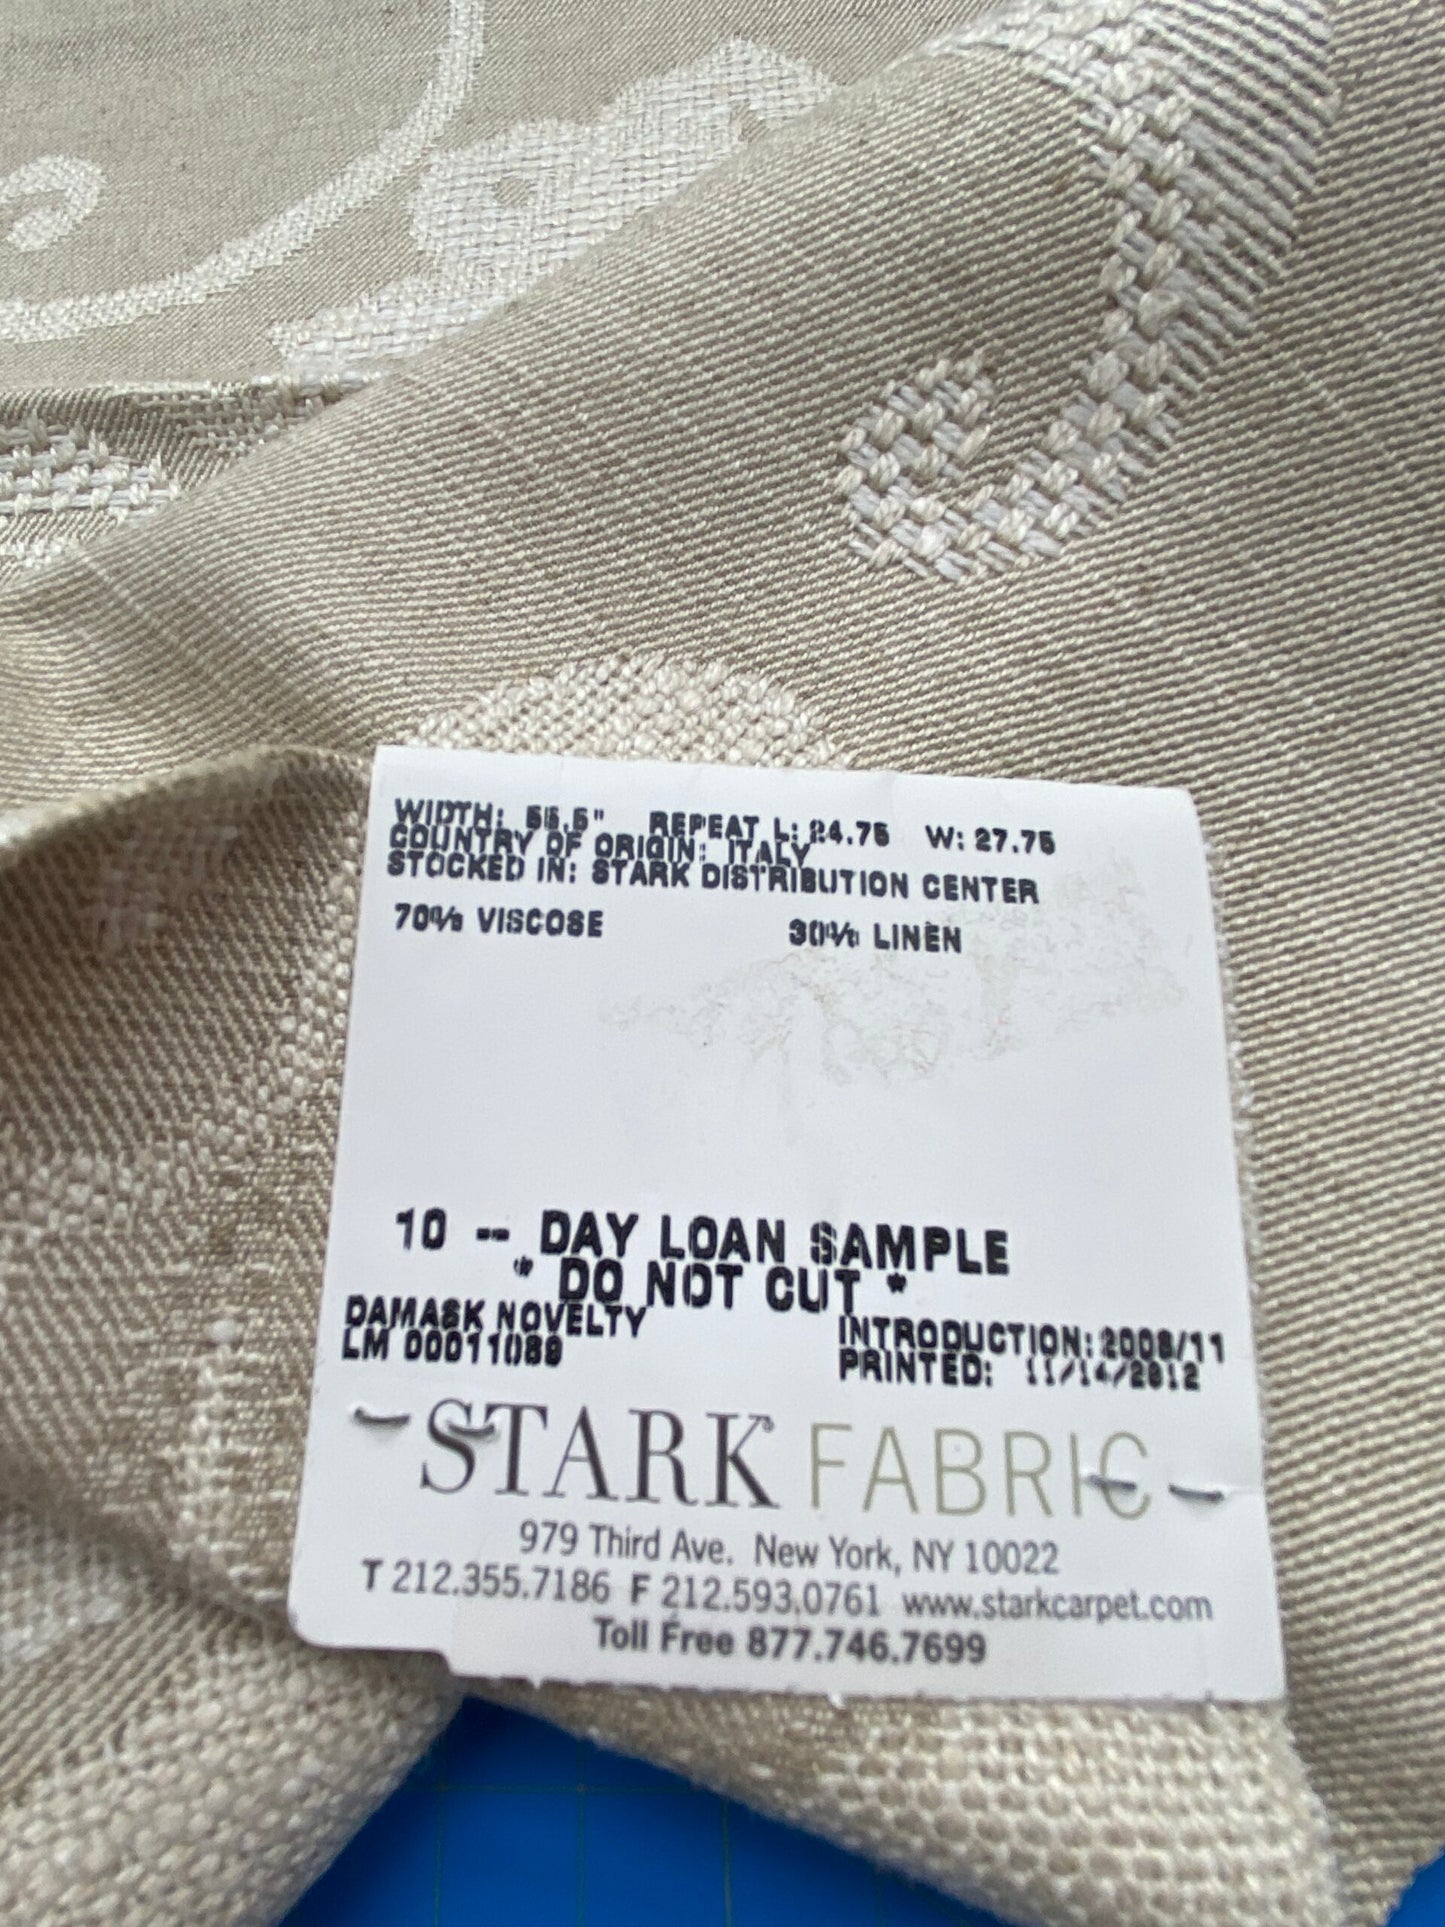 WIDTH: 55.5" REPEAT L: 24.75 W: 27.75
COUNTRY OF ORIGIN: ITALY
STOCKED IN: STARK DISTRIBUTION CENTER
70% VISCOSE 30% LINEN
10 -- DAY LOAN SAMPLE
* DO NOT CUT *
DAMASK NOVELTY
LM 00011089
INTRODUCTION: 2008/11
PRINTED: 11/14/2012
STARK FABRIC
979 Third Ave. New York, NY 10022
T 212.355.7186 F 212.593.0761 www.starkcarpet.com
Toll Free 877.746.7699